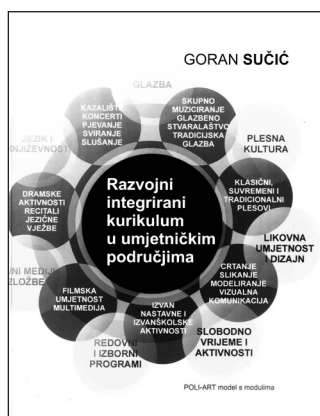 GORAN SUČIĆ
GLAZBA
KAZALIŠTE
KONCERTI
PJEVANJE
SVIRANJE
SLUŠANJE
SKUPNO
MUZICIRANJE
GLAZBENO
STVARALAŠTVO
TRADICIJSKA
GLAZBA
JEZIK I
KNJIŽEVNOST
PLESNA
KULTURA
DRAMSKE
AKTIVNOSTI
RECITALI
JEZIČNE
VJEŽBE
Razvojni
integrirani
kurikulum
u umjetničkim
područjima
KLASIČNI,
SUVREMENI I
TRADICIONALNI
PLESOVI
LIKOVNA
UMJETNOST
I DIZAJN
CRTANJE
SLIKANJE
MODELIRANJE
VIZUALNA
KOMUNIKACIJA
NI MEDIJI
IZLOŽBE
FILMSKA
UMJETNOST
MULTIMEDIJA
IZVAN
NASTAVNE I
IZVANŠKOLSKE
AKTIVNOSTI
SLOBODNO
VRIJEME I
AKTIVNOSTI
REDOVNI
I IZBORNI
PROGRAMI
POLI-ART model s modulima